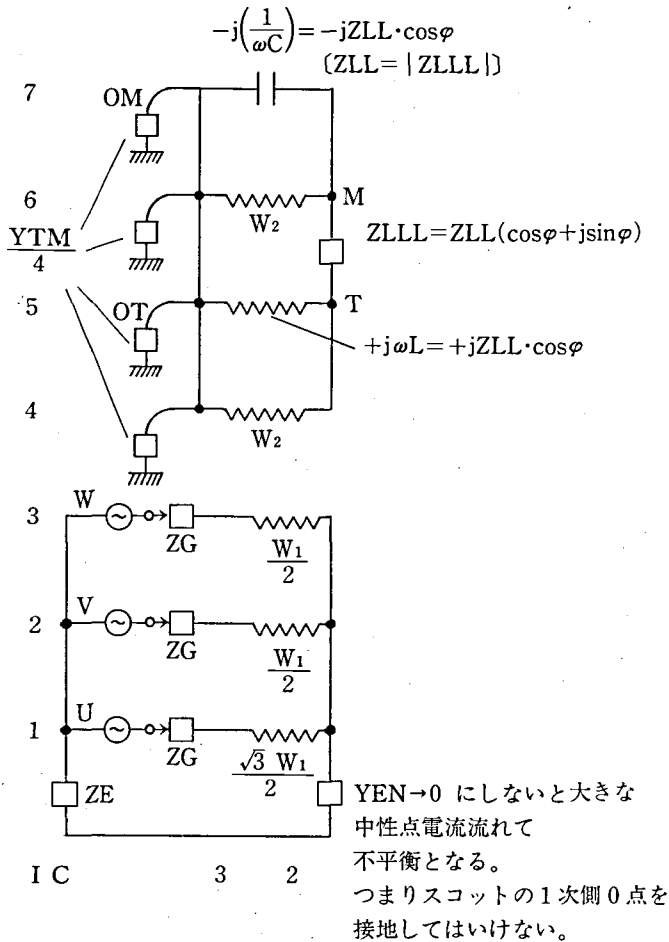 −j(1/ωC)=−jZLL·cosφ
〔ZLL=|ZLLL|〕
7 OM
6 W₂ M
YTM/4
ZLLL=ZLL(cosφ+jsinφ)
5 OT T
+jωL=+jZLL·cosφ
4 W₂
3 W ~ ZG W₁/2
2 V ~ ZG W₁/2
1 U ~ ZG √3 W₁/2
ZE
YEN→0 にしないと大きな
中性点電流流れて
不平衡となる。
つまりスコットの1次側0点を
接地してはいけない。
I C 3 2